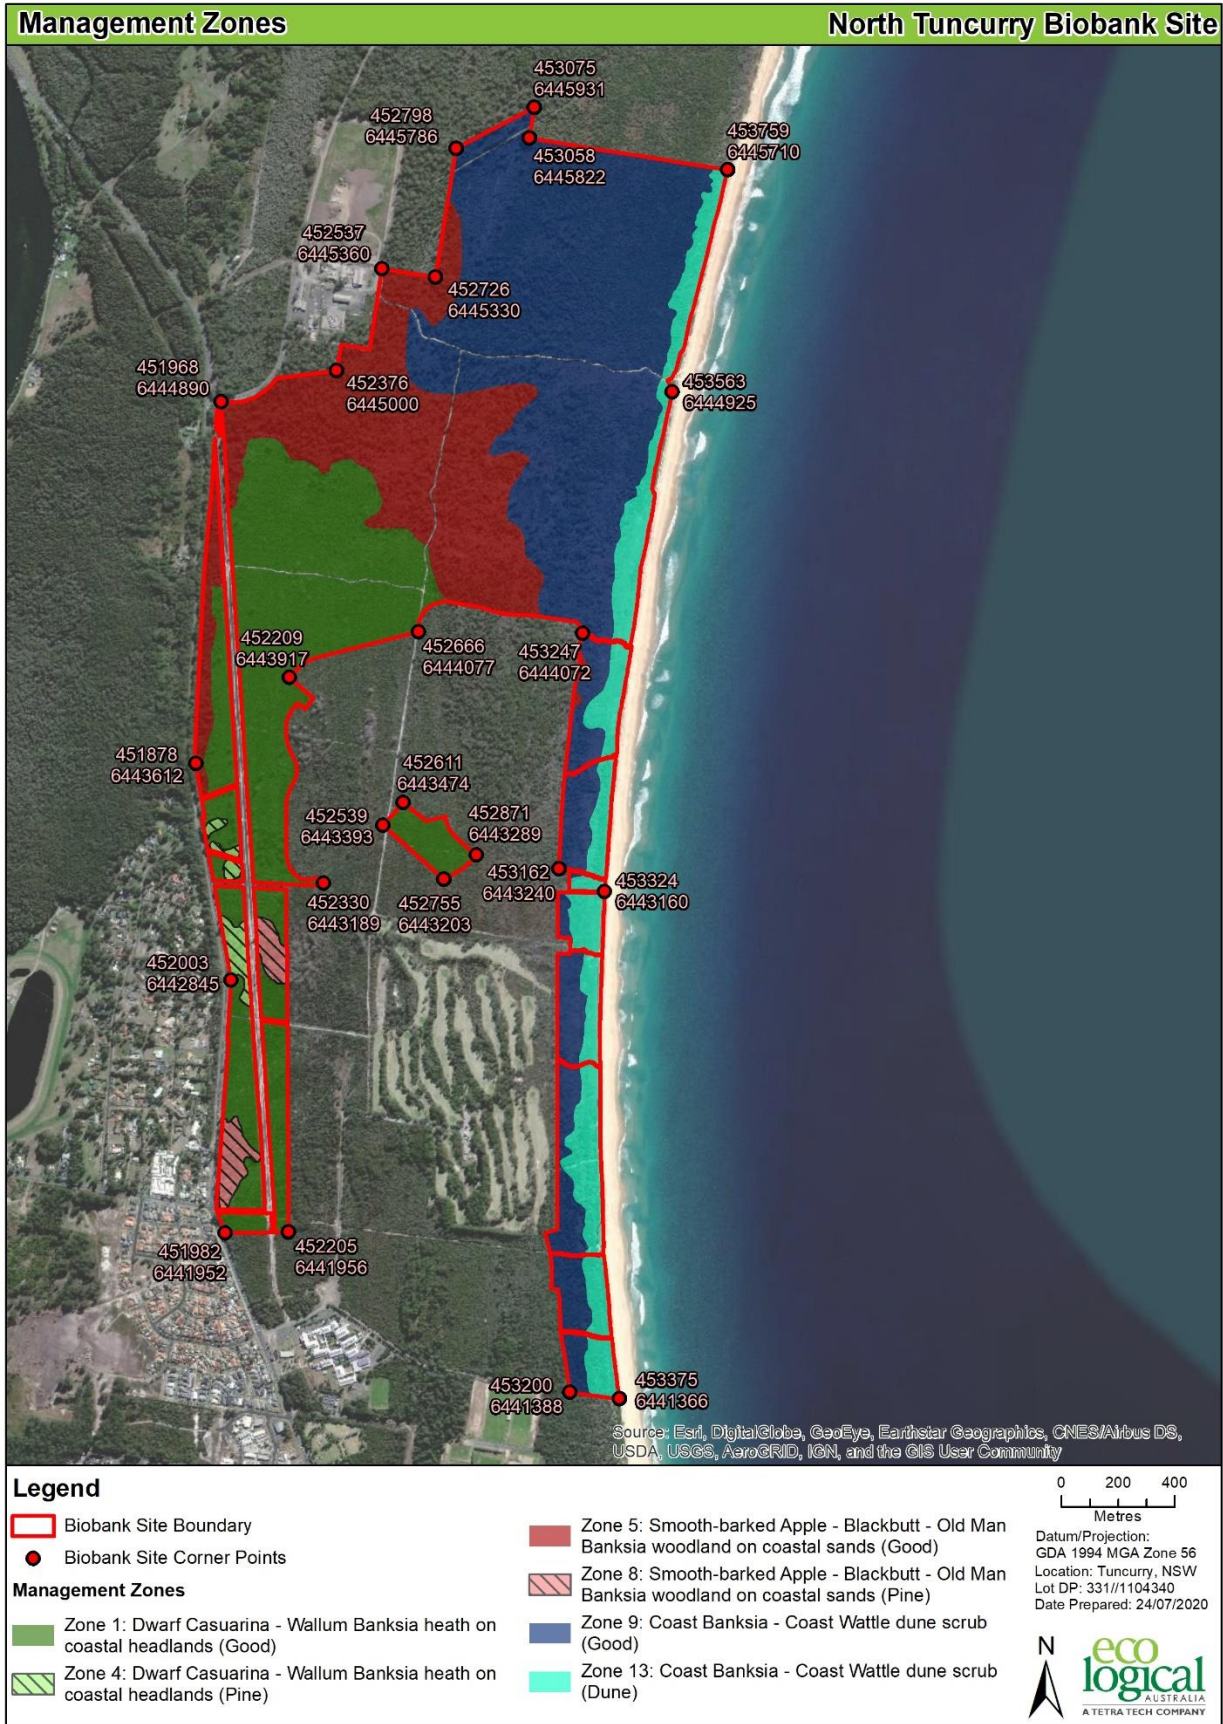 Management Zones
North Tuncurry Biobank Site
453075
6445931
452798
6445786
453058
6445822
453759
6445710
452537
6445360
452726
6445330
451968
6444890
452376
6445000
453563
6444925
452209
6443917
452666
6444077
453247
6444072
451878
6443612
452611
6443474
452539
6443393
452871
6443289
453162
6443240
453324
6443160
452330
6443189
452755
6443203
452003
6442845
451982
6441952
452205
6441956
453200
6441388
453375
6441366
Source: Esri, DigitalGlobe, GeoEye, Earthstar Geographics, CNES/Airbus DS,
USDA, USGS, AeroGRID, IGN, and the GIS User Community
Legend
Biobank Site Boundary
Biobank Site Corner Points
Management Zones
Zone 1: Dwarf Casuarina - Wallum Banksia heath on
coastal headlands (Good)
Zone 4: Dwarf Casuarina - Wallum Banksia heath on
coastal headlands (Pine)
Zone 5: Smooth-barked Apple - Blackbutt - Old Man
Banksia woodland on coastal sands (Good)
Zone 8: Smooth-barked Apple - Blackbutt - Old Man
Banksia woodland on coastal sands (Pine)
Zone 9: Coast Banksia - Coast Wattle dune scrub
(Good)
Zone 13: Coast Banksia - Coast Wattle dune scrub
(Dune)
0 200 400
Metres
Datum/Projection:
GDA 1994 MGA Zone 56
Location: Tuncurry, NSW
Lot DP: 331//1104340
Date Prepared: 24/07/2020
N
eco
logical
AUSTRALIA
A TETRA TECH COMPANY